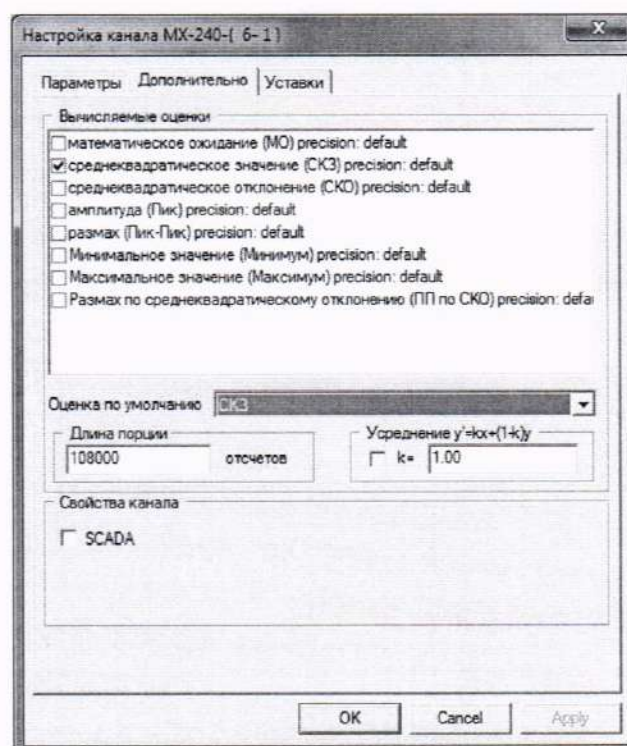 Настройка канала MX-240-{ 6- 1 }
Параметры Дополнительно Уставки
Вычисляемые оценки
математическое ожидание (МО) precision: default
среднеквадратическое значение (СКЗ) precision: default
среднеквадратическое отклонение (СКО) precision: default
амплитуда (Пик) precision: default
размах (Пик-Пик) precision: default
Минимальное значение (Минимум) precision: default
Максимальное значение (Максимум) precision: default
Размах по среднеквадратическому отклонению (ПП по СКО) precision: defa
Оценка по умолчанию СКЗ
Длина порции
108000 отсчетов
Усреднение y'=kx+(1-k)y
k= 1.00
Свойства канала
SCADA
OK Cancel Apply